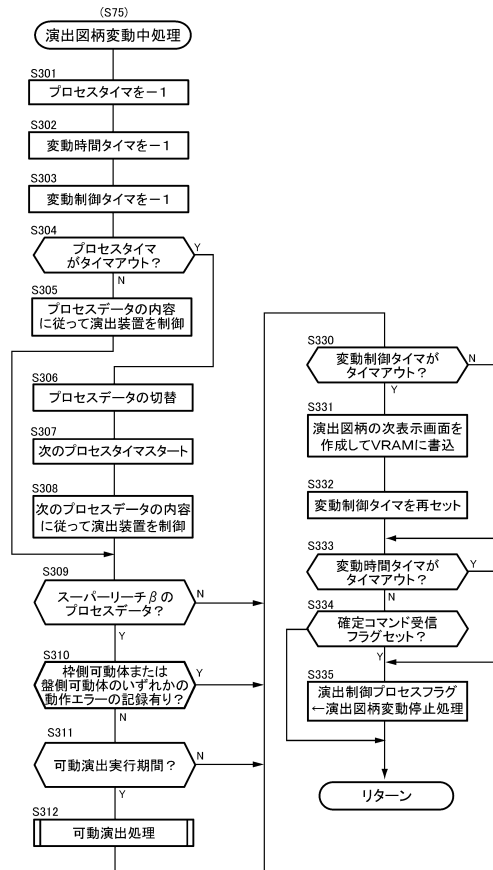 (S75)
演出図柄変動中処理
S301
プロセスタイマを－1
S302
変動時間タイマを－1
S303
変動制御タイマを－1
S304
プロセスタイマ
がタイマアウト？
Y
N
S305
プロセスデータの内容
に従って演出装置を制御
S306
プロセスデータの切替
S307
次のプロセスタイマスタート
S308
次のプロセスデータの内容
に従って演出装置を制御
S309
スーパーリーチβの
プロセスデータ？
N
Y
S310
枠側可動体または
盤側可動体のいずれかの
動作エラーの記録有り？
Y
N
S311
可動演出実行期間？
N
Y
S312
可動演出処理
S330
変動制御タイマが
タイマアウト？
N
Y
S331
演出図柄の次表示画面を
作成してVRAMに書込
S332
変動制御タイマを再セット
S333
変動時間タイマが
タイマアウト？
Y
N
S334
確定コマンド受信
フラグセット？
Y
S335
演出制御プロセスフラグ
←演出図柄変動停止処理
リターン